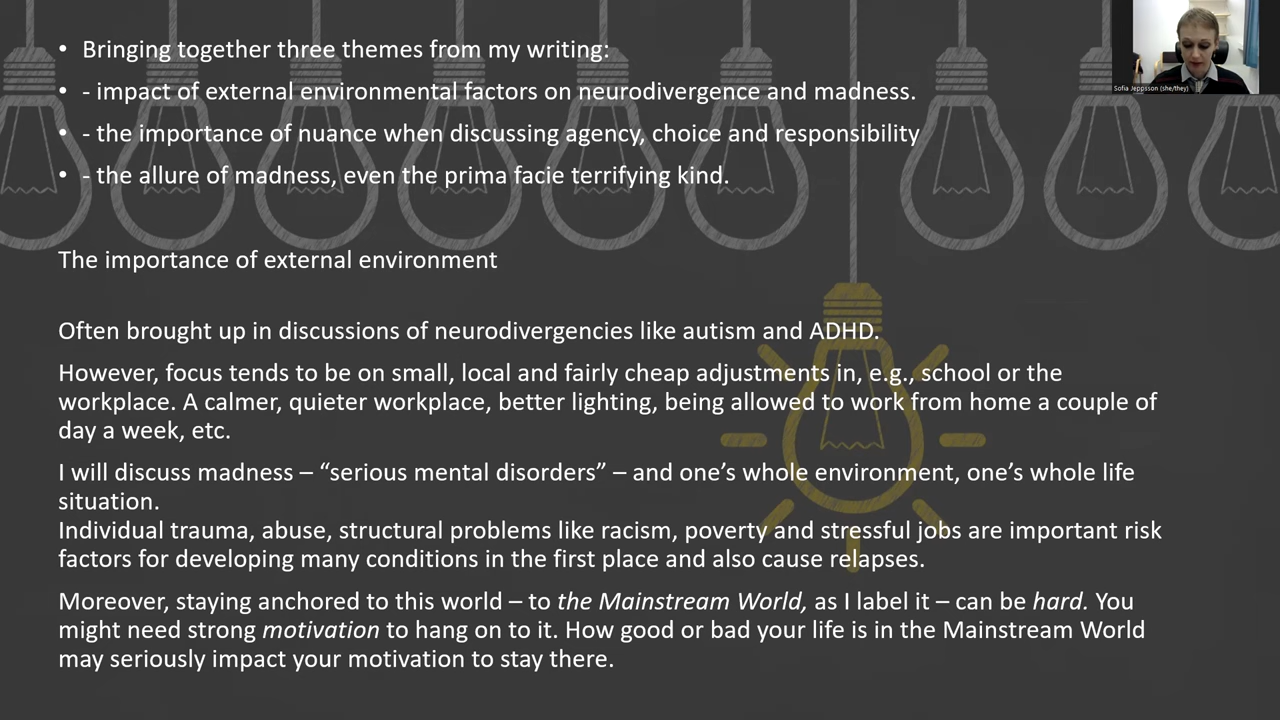 • Bringing together three themes from my writing:
• - impact of external environmental factors on neurodivergence and madness.
• - the importance of nuance when discussing agency, choice and responsibility
• - the allure of madness, even the prima facie terrifying kind.
Sofia Jeppsson (she/they)
The importance of external environment
Often brought up in discussions of neurodivergencies like autism and ADHD.
However, focus tends to be on small, local and fairly cheap adjustments in, e.g., school or the
workplace. A calmer, quieter workplace, better lighting, being allowed to work from home a couple of
day a week, etc.
I will discuss madness – “serious mental disorders” – and one’s whole environment, one’s whole life
situation.
Individual trauma, abuse, structural problems like racism, poverty and stressful jobs are important risk
factors for developing many conditions in the first place and also cause relapses.
Moreover, staying anchored to this world – to the Mainstream World, as I label it – can be hard. You
might need strong motivation to hang on to it. How good or bad your life is in the Mainstream World
may seriously impact your motivation to stay there.